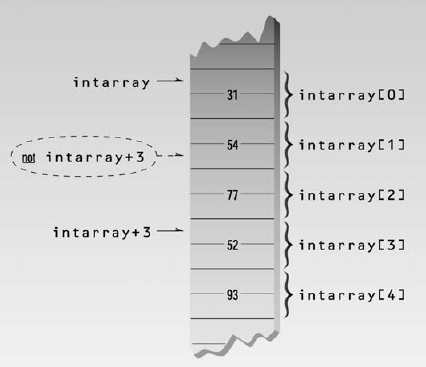 intarray
31
intarray[0]
54
intarray[1]
not intarray+3
77
intarray[2]
intarray+3
52
intarray[3]
93
intarray[4]